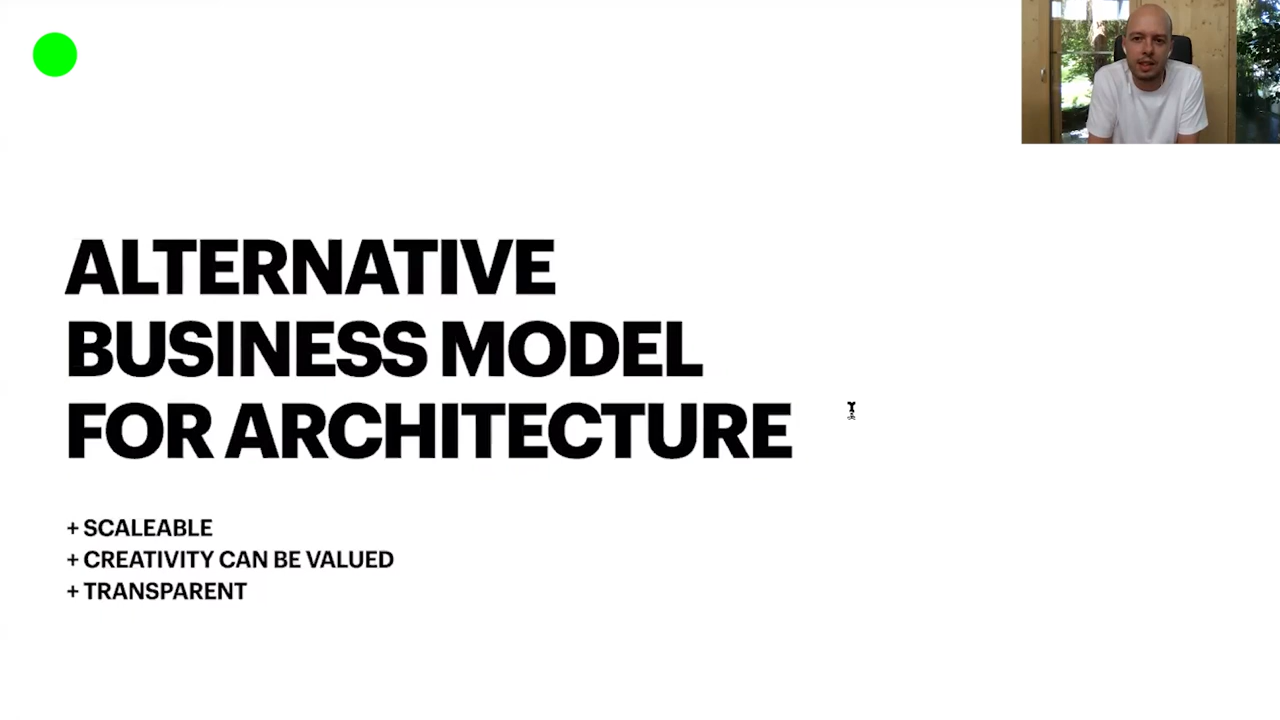 ALTERNATIVE
BUSINESS MODEL
FOR ARCHITECTURE
+ SCALEABLE
+ CREATIVITY CAN BE VALUED
+ TRANSPARENT